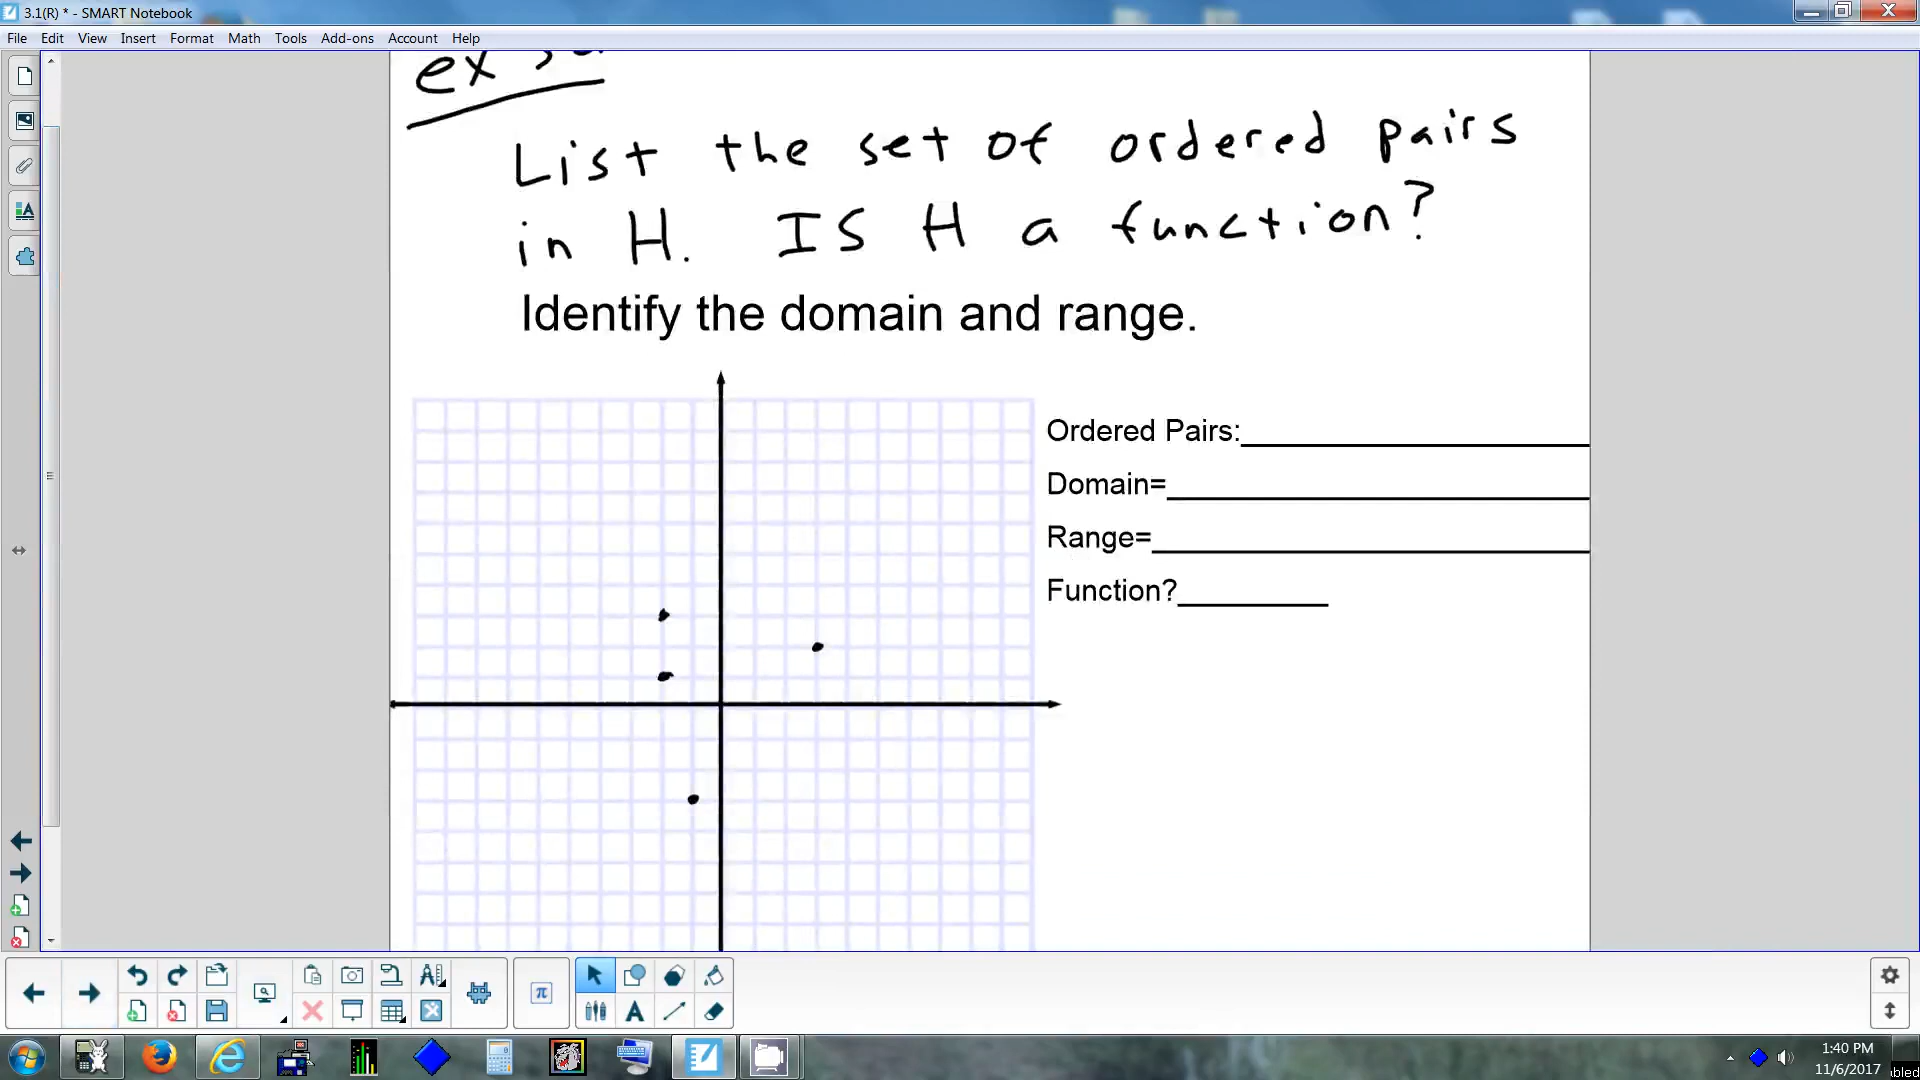 3.1(R) * - SMART Notebook
File Edit View Insert Format Math Tools Add-ons Account Help
ex
List the set of ordered pairs
in H. IS H a function?
Identify the domain and range.
Ordered Pairs:
Domain=
Range=
Function?
π
A
1:40 PM
11/6/2017